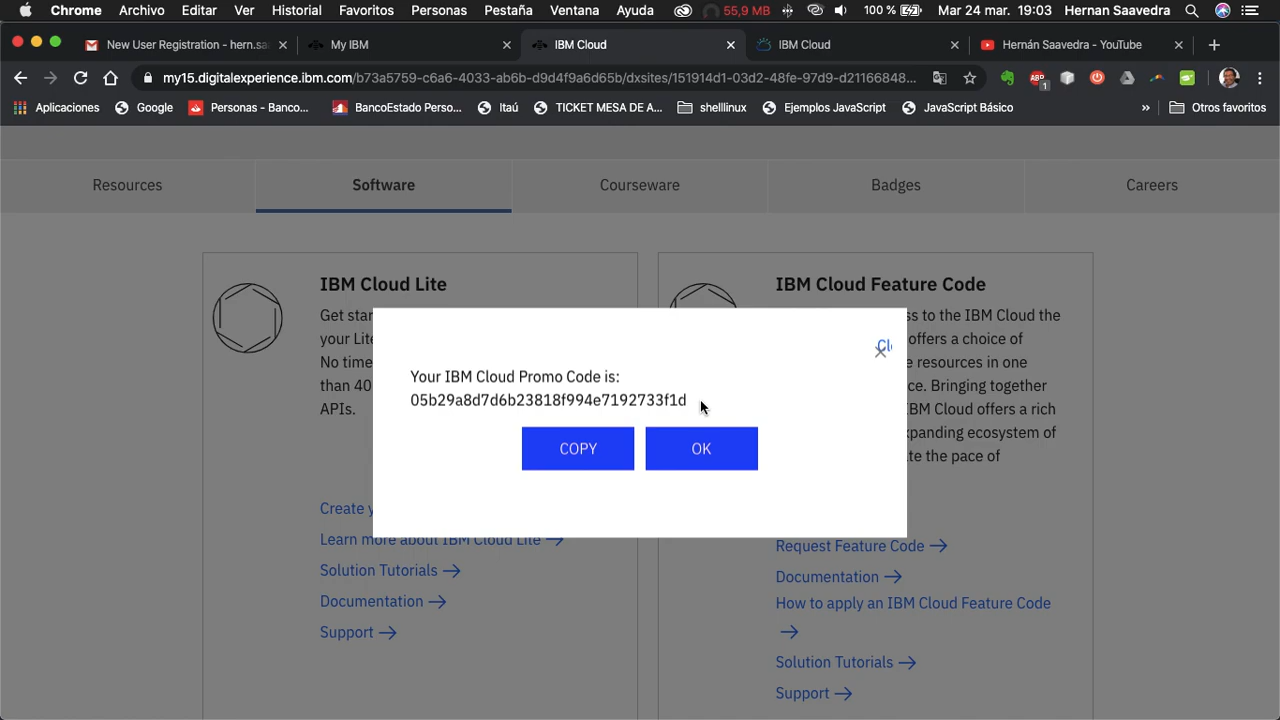 Chrome Archivo Editar Ver Historial Favoritos Personas Pestaña Ventana Ayuda 55,9 MB 100 % Mar 24 mar. 19:03 Hernan Saavedra
New User Registration - hern.sa
My IBM
IBM Cloud
IBM Cloud
Hernán Saavedra - YouTube
my15.digitalexperience.ibm.com/b73a5759-c6a6-4033-ab6b-d9d4f9a6d65b/dxsites/151914d1-03d2-48fe-97d9-d21166848...
ABP
1
Aplicaciones Google Personas - Banco... BancoEstado Perso... Itaú TICKET MESA DE A... shelllinux Ejemplos JavaScript JavaScript Básico » Otros favoritos
Resources Software Courseware Badges Careers
IBM Cloud Lite
Get star
your Lite
No time
than 40
APIs.
Create y
Learn more about IBM Cloud Lite
Solution Tutorials
Documentation
Support
IBM Cloud Feature Code
ss to the IBM Cloud the
offers a choice of
e resources in one
ce. Bringing together
IBM Cloud offers a rich
xpanding ecosystem of
te the pace of
Request Feature Code
Documentation
How to apply an IBM Cloud Feature Code
Solution Tutorials
Support
Cl
Your IBM Cloud Promo Code is:
05b29a8d7d6b23818f994e7192733f1d
COPY OK